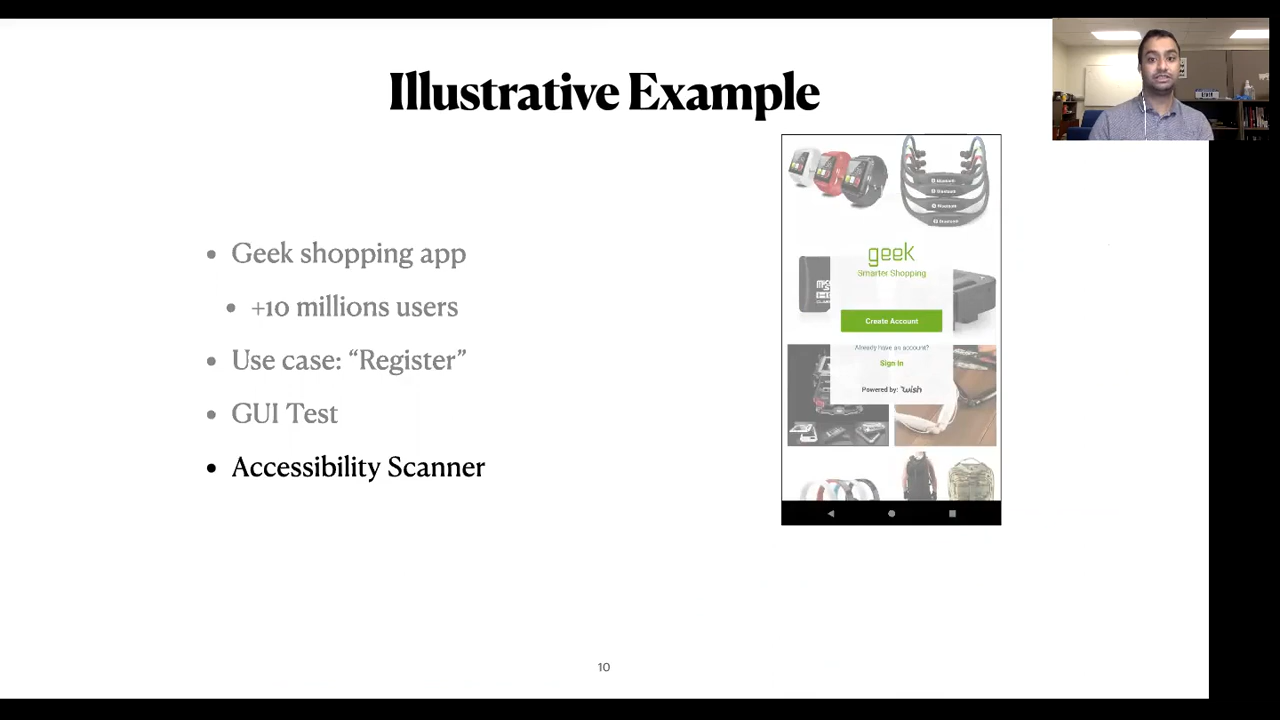 Illustrative Example
Geek shopping app
+10 millions users
Use case: “Register”
GUI Test
Accessibility Scanner
geek
Smarter Shopping
Create Account
Already have an account?
Sign In
Powered by: wish
10